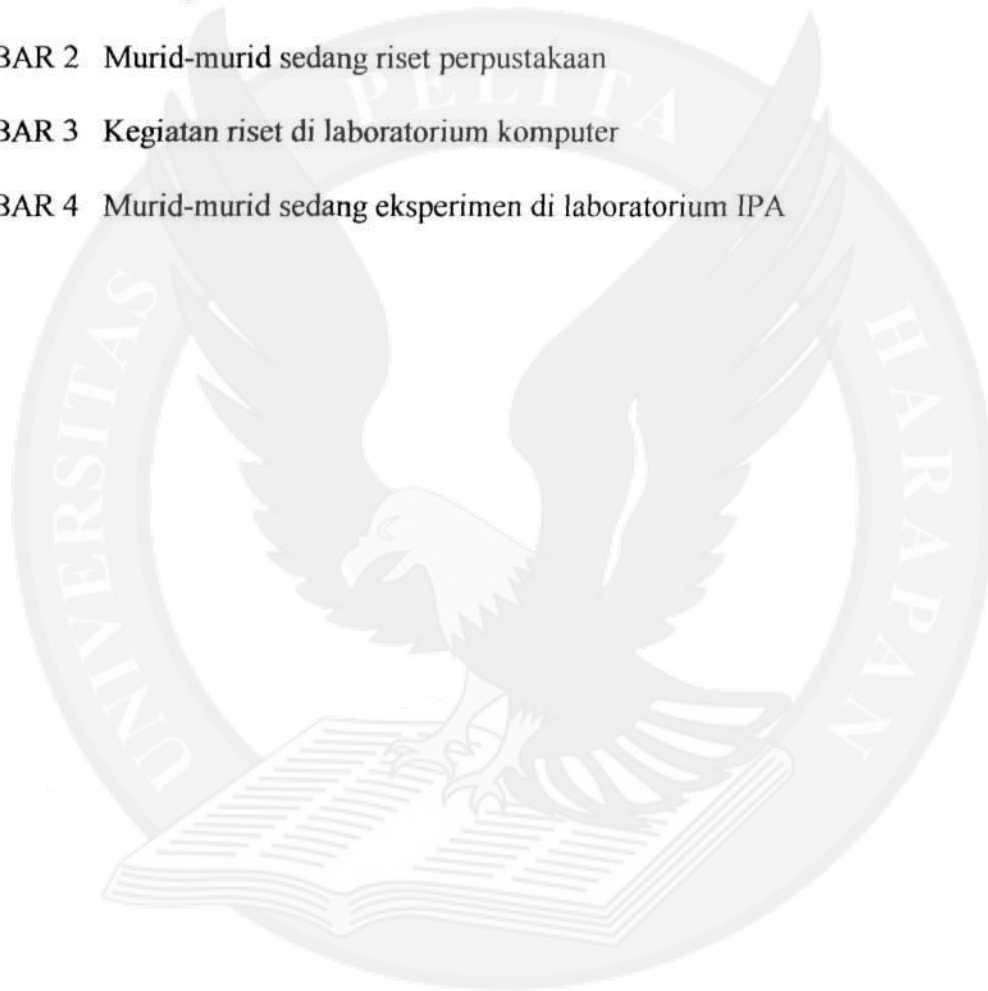 BAR 2 Murid-murid sedang riset perpustakaan
BAR 3 Kegiatan riset di laboratorium komputer
BAR 4 Murid-murid sedang eksperimen di laboratorium IPA
UNIVERSITAS PELITA HARAPAN